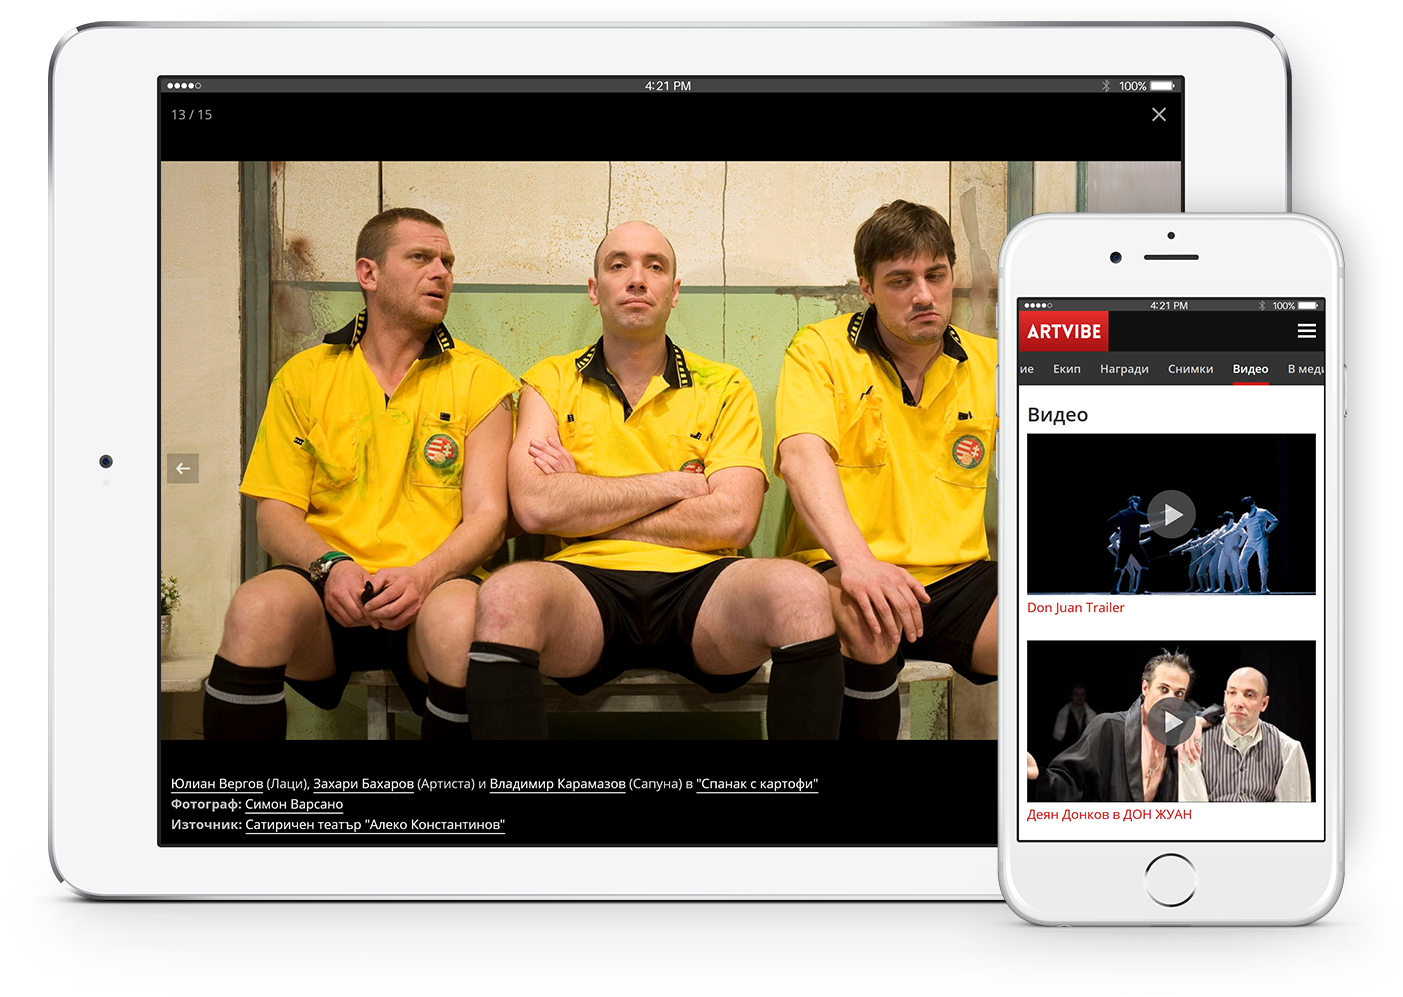 4:21 PM
100%
13 / 15
Юлиан Вергов (Лаци), Захари Бахаров (Артиста) и Владимир Карамазов (Сапуна) в "Спанак с картофи"
Фотограф: Симон Варсано
Източник: Сатиричен театър "Алеко Константинов"
4:21 PM
100%
ARTVIBE
ие Екип Награди Снимки Видео В меди
Видео
Don Juan Trailer
Деян Донков в ДОН ЖУАН